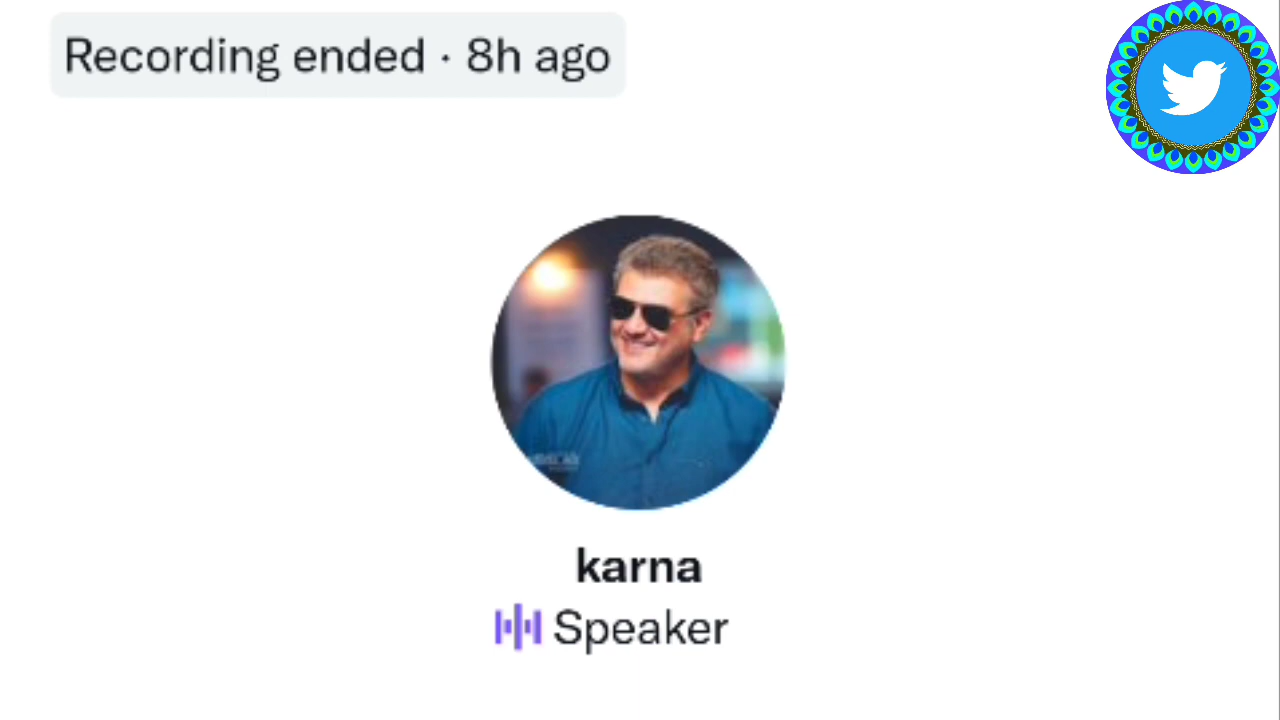 Recording ended · 8h ago
karna
Speaker